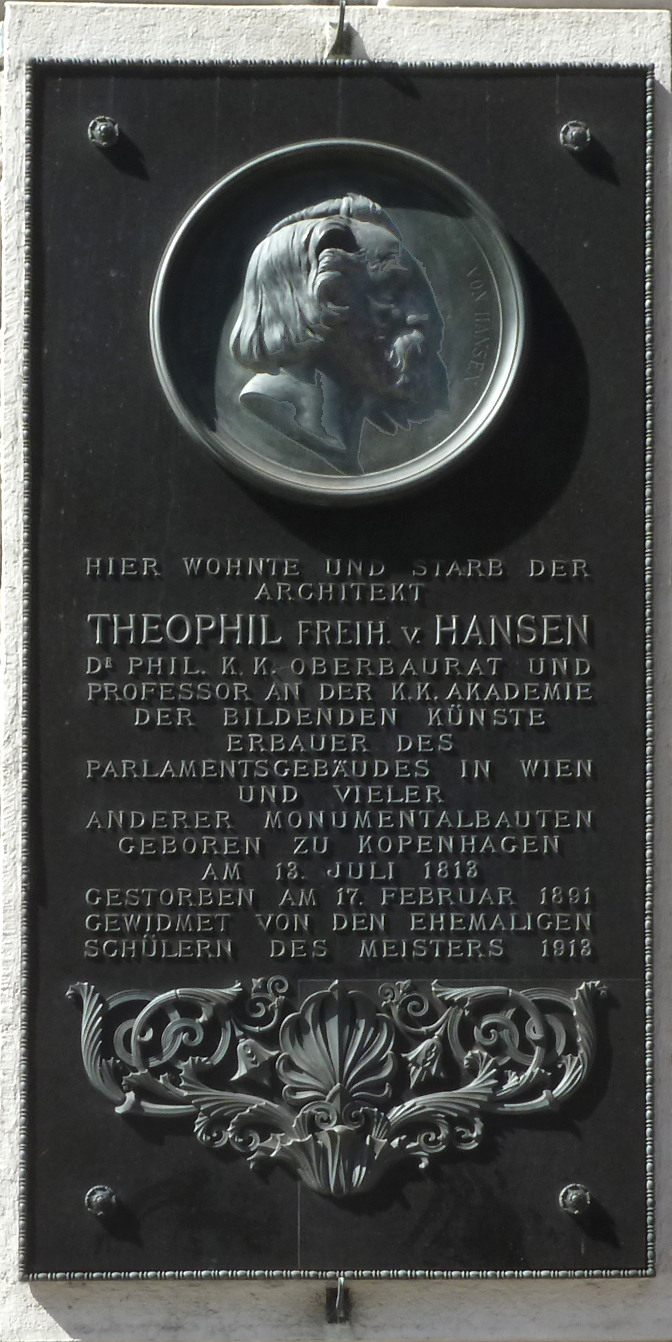 VON HANSEN
HIER WOHNTE UND STARB DER
ARCHITEKT
THEOPHIL FREIH. v. HANSEN
DR PHIL. K. K. OBERBAURAT UND
PROFESSOR AN DER K.K. AKADEMIE
DER BILDENDEN KÜNSTE
ERBAUER DES
PARLAMENTSGEBÄUDES IN WIEN
UND VIELER
ANDERER MONUMENTALBAUTEN
GEBOREN ZU KOPENHAGEN
AM 13. JULI 1813
GESTORBEN AM 17. FEBRUAR 1891
GEWIDMET VON DEN EHEMALIGEN
SCHÜLERN DES MEISTERS 1913